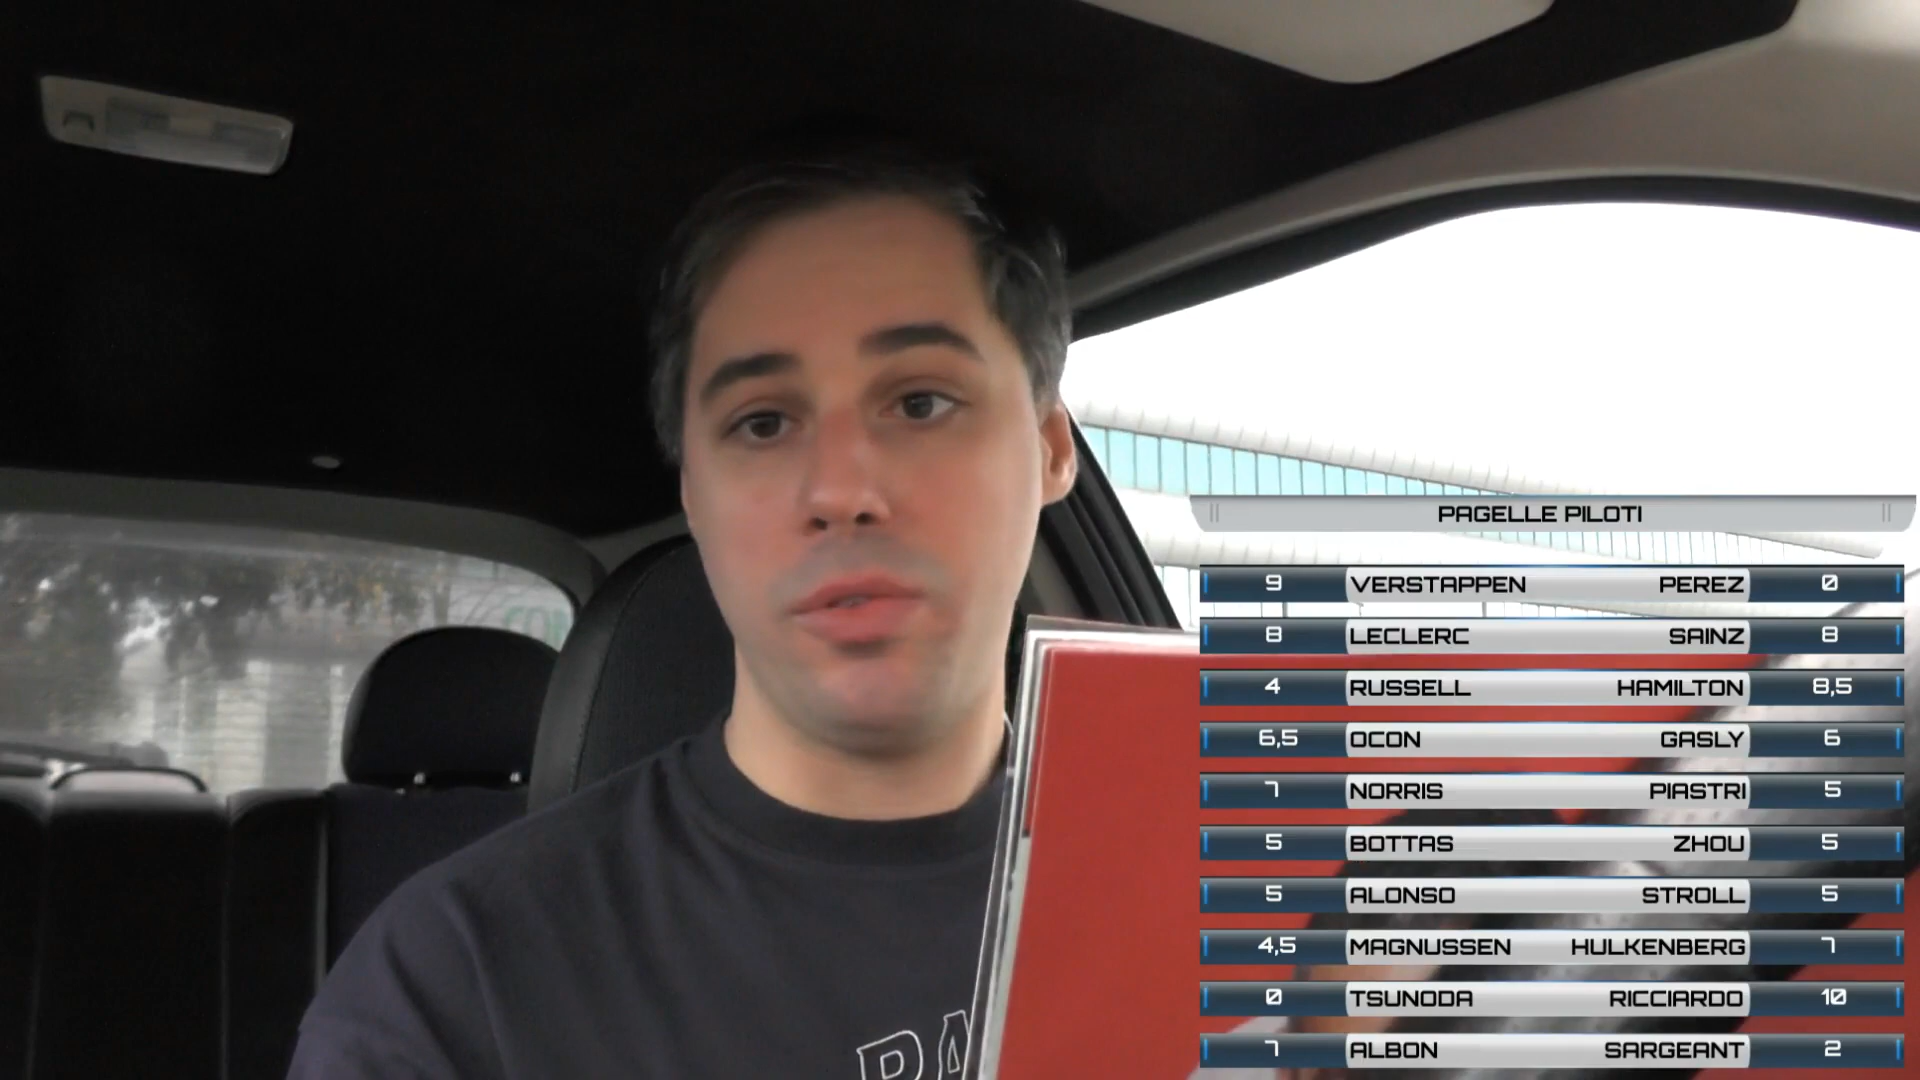 PAGELLE PILOTI
9 VERSTAPPEN PEREZ 0
8 LECLERC SAINZ 8
4 RUSSELL HAMILTON 8,5
6,5 OCON GASLY 6
7 NORRIS PIASTRI 5
5 BOTTAS ZHOU 5
5 ALONSO STROLL 5
4,5 MAGNUSSEN HULKENBERG 7
0 TSUNODA RICCIARDO 10
7 ALBON SARGEANT 2